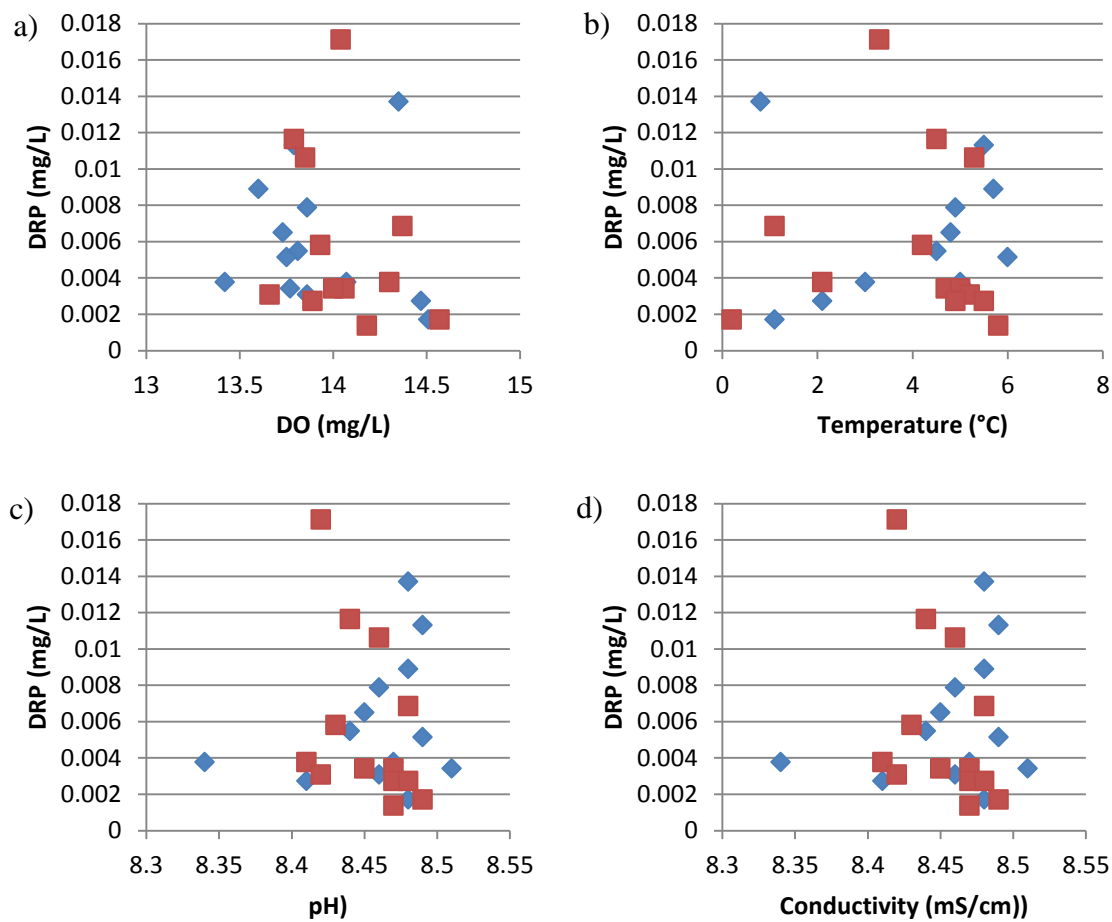 a)
0.018
0.016
0.014
0.012
0.01
0.008
0.006
0.004
0.002
0
DRP (mg/L)
13 13.5 14 14.5 15
DO (mg/L)
b)
0.018
0.016
0.014
0.012
0.01
0.008
0.006
0.004
0.002
0
DRP (mg/L)
0 2 4 6 8
Temperature (°C)
c)
0.018
0.016
0.014
0.012
0.01
0.008
0.006
0.004
0.002
0
DRP (mg/L)
8.3 8.35 8.4 8.45 8.5 8.55
pH)
d)
0.018
0.016
0.014
0.012
0.01
0.008
0.006
0.004
0.002
0
DRP (mg/L)
8.3 8.35 8.4 8.45 8.5 8.55
Conductivity (mS/cm))